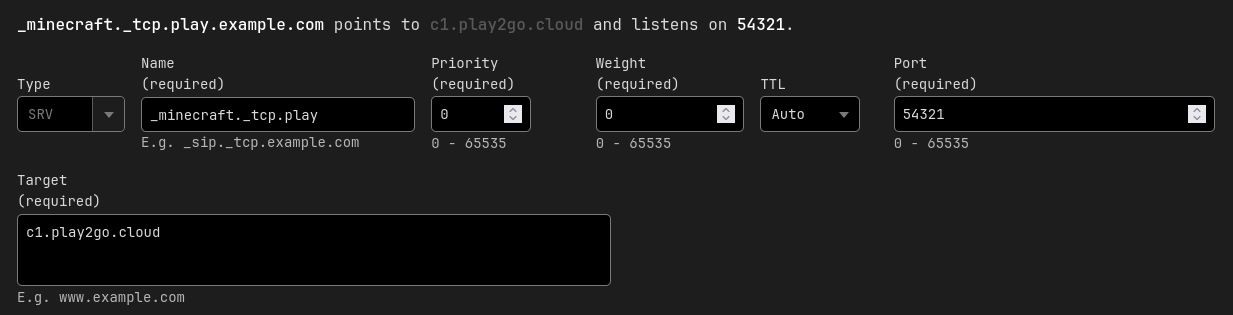 _minecraft._tcp.play.example.com points to c1.play2go.cloud and listens on 54321.
Type
Name
(required)
Priority
(required)
Weight
(required)
TTL
Port
(required)
SRV
_minecraft._tcp.play
0
0
Auto
54321
E.g. _sip._tcp.example.com
0 - 65535
0 - 65535
0 - 65535
Target
(required)
c1.play2go.cloud
E.g. www.example.com